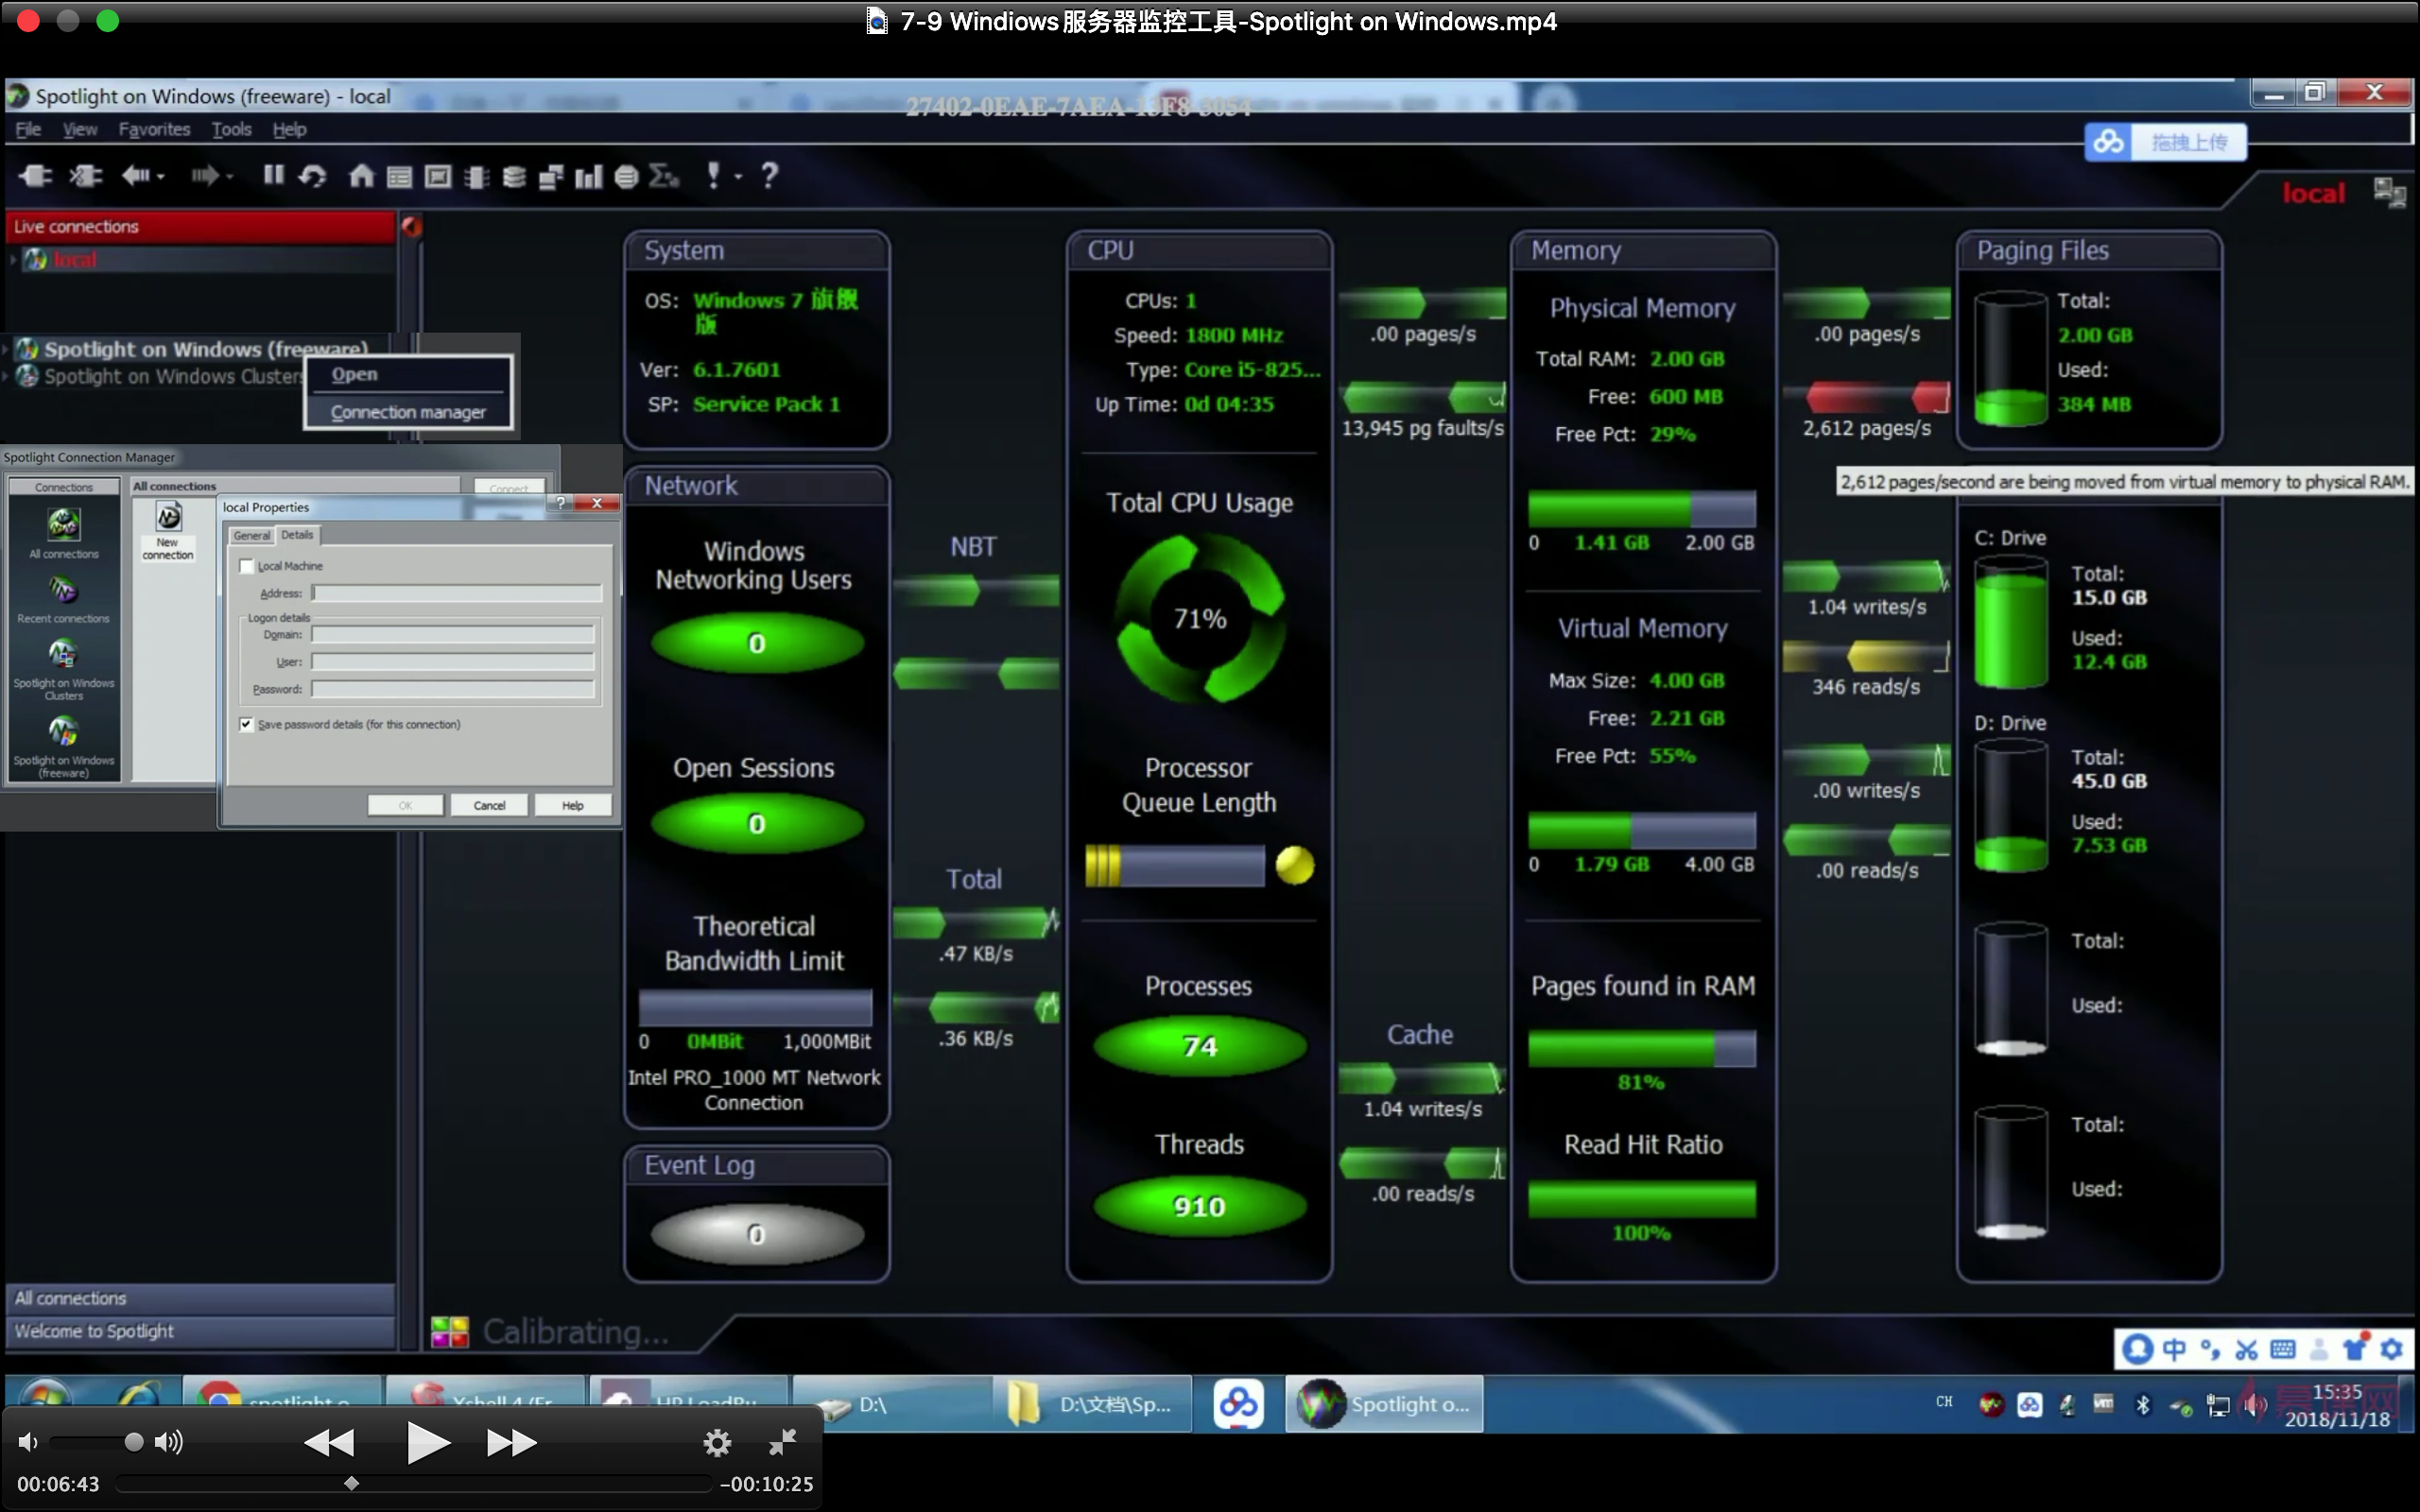 7-9 Windiows服务器监控工具-Spotlight on Windows.mp4
Spotlight on Windows (freeware) - local
27402-0EAE-7AEA-13F8-3054
File View Favorites Tools Help
拖拽上传
local
Live connections
local
Spotlight on Windows (freeware)
Spotlight on Windows Clusters
Open
Connection manager
Spotlight Connection Manager
Connections
All connections
Connect
All connections
Recent connections
Spotlight on Windows
Clusters
Spotlight on Windows
(freeware)
New
connection
local Properties
General
Details
Local Machine
Address:
Logon details
Domain:
User:
Password:
Save password details (for this connection)
OK
Cancel
Help
System
OS: Windows 7 旗舰
版
Ver: 6.1.7601
SP: Service Pack 1
Network
Windows
Networking Users
0
Open Sessions
0
Theoretical
Bandwidth Limit
0 0MBit 1,000MBit
Intel PRO_1000 MT Network
Connection
Event Log
0
NBT
Total
.47 KB/s
.36 KB/s
CPU
CPUs: 1
Speed: 1800 MHz
Type: Core i5-825...
Up Time: 0d 04:35
Total CPU Usage
71%
Processor
Queue Length
Processes
74
Threads
910
.00 pages/s
13,945 pg faults/s
Cache
1.04 writes/s
.00 reads/s
Memory
Physical Memory
Total RAM: 2.00 GB
Free: 600 MB
Free Pct: 29%
0 1.41 GB 2.00 GB
Virtual Memory
Max Size: 4.00 GB
Free: 2.21 GB
Free Pct: 55%
0 1.79 GB 4.00 GB
Pages found in RAM
81%
Read Hit Ratio
100%
.00 pages/s
2,612 pages/s
1.04 writes/s
346 reads/s
.00 writes/s
.00 reads/s
Paging Files
Total:
2.00 GB
Used:
384 MB
2,612 pages/second are being moved from virtual memory to physical RAM.
C: Drive
Total:
15.0 GB
Used:
12.4 GB
D: Drive
Total:
45.0 GB
Used:
7.53 GB
Total:
Used:
Total:
Used:
All connections
Welcome to Spotlight
Calibrating...
中
spotlight o
Xshell 4 (Fr
HP LoadRu
D:\
D:\文档\Sp...
Spotlight o...
CH
15:35
2018/11/18
慕课网
00:06:43
-00:10:25